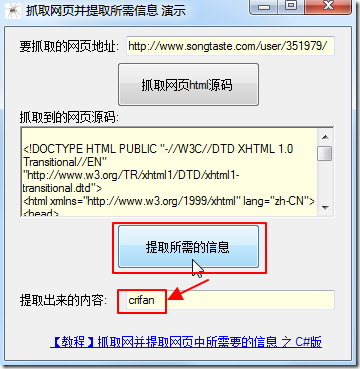 抓取网页并提取所需信息 演示
要抓取的网页地址: http://www.songtaste.com/user/351979/
抓取网页html源码
抓取到的网页源码:
<!DOCTYPE HTML PUBLIC "-//W3C//DTD XHTML 1.0
Transitional//EN"
"http://www.w3.org/TR/xhtml1/DTD/xhtml1-
transitional.dtd">
<html xmlns="http://www.w3.org/1999/xhtml" lang="zh-CN">
<head>
提取所需的信息
提取出来的内容: crifan
【教程】抓取网并提取网页中所需要的信息 之 C#版